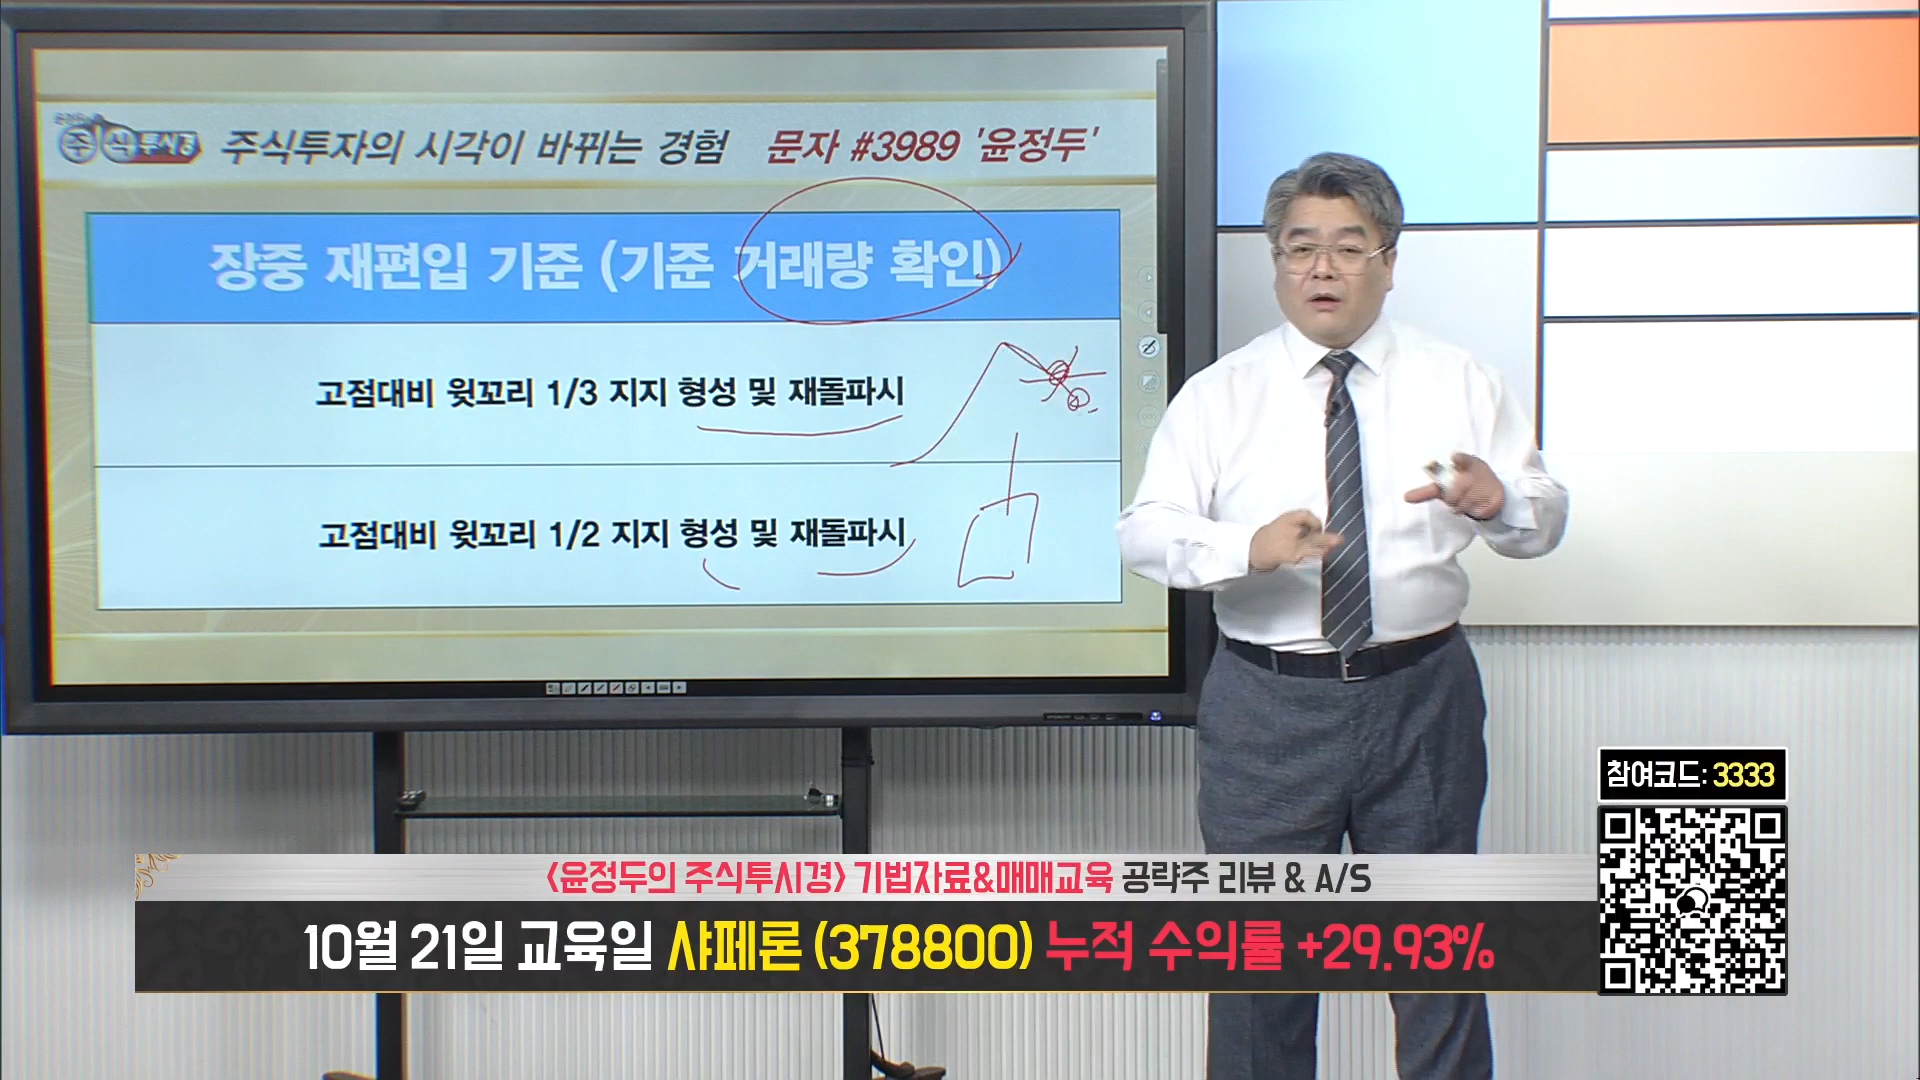 주식투시경 주식투자의 시각이 바뀌는 경험 문자 #3989 '윤정두'
장중 재편입 기준 (기준 거래량 확인)
고점대비 윗꼬리 1/3 지지 형성 및 재돌파시
고점대비 윗꼬리 1/2 지지 형성 및 재돌파시
참여코드: 3333
<윤정두의 주식투시경> 기법자료&매매교육 공략주 리뷰 & A/S
10월 21일 교육일 샤페론 (378800) 누적 수익률 +29.93%